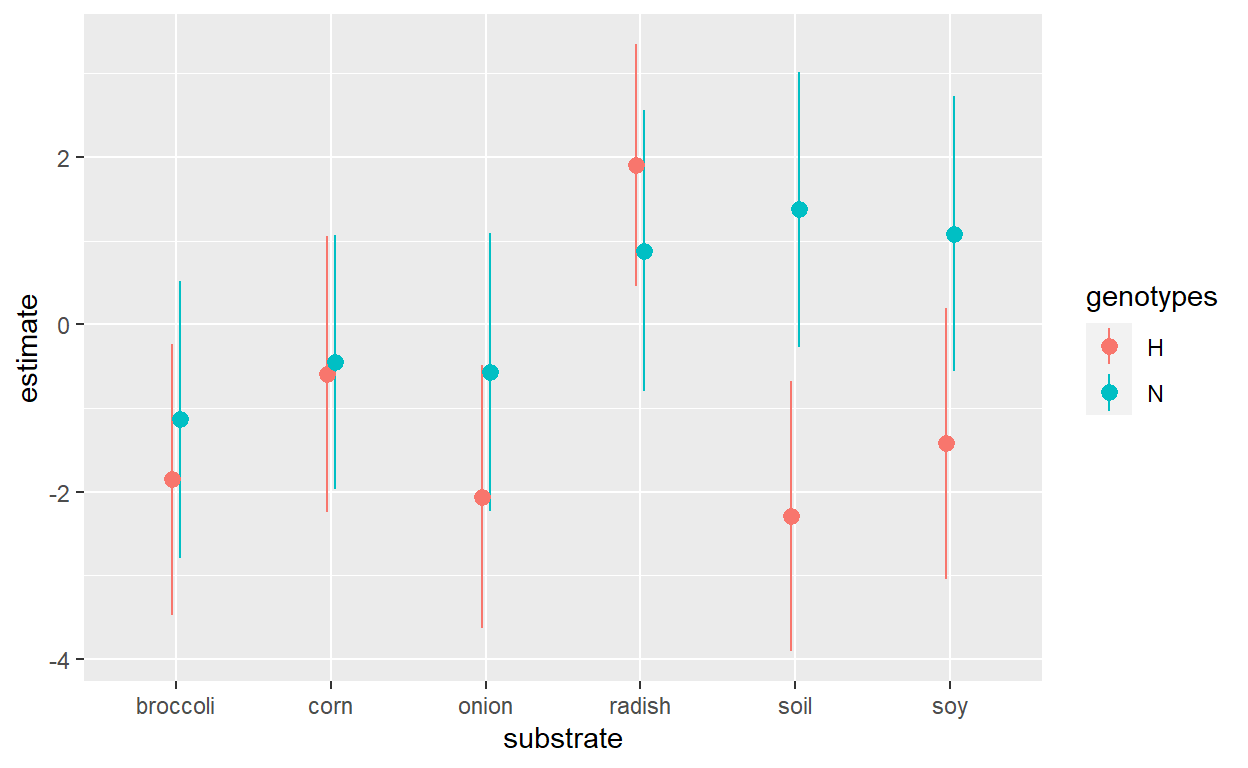 2
0
-2
-4
estimate
broccoli corn onion radish soil soy
substrate
genotypes
H
N